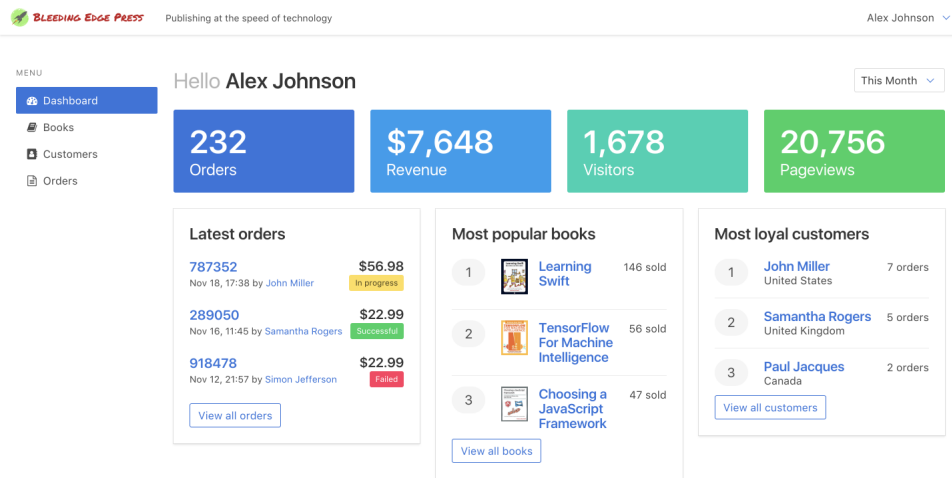 BLEEDING EDGE PRESS
Publishing at the speed of technology
Alex Johnson
MENU
Dashboard
Books
Customers
Orders
Hello Alex Johnson
This Month
232
Orders
$7,648
Revenue
1,678
Visitors
20,756
Pageviews
Latest orders
787352 $56.98
Nov 18, 17:38 by John Miller In progress
289050 $22.99
Nov 16, 11:45 by Samantha Rogers Successful
918478 $22.99
Nov 12, 21:57 by Simon Jefferson Failed
View all orders
Most popular books
1 Learning 146 sold
Swift
2 TensorFlow 56 sold
For Machine
Intelligence
3 Choosing a 47 sold
JavaScript
Framework
View all books
Most loyal customers
1 John Miller 7 orders
United States
2 Samantha Rogers 5 orders
United Kingdom
3 Paul Jacques 2 orders
Canada
View all customers